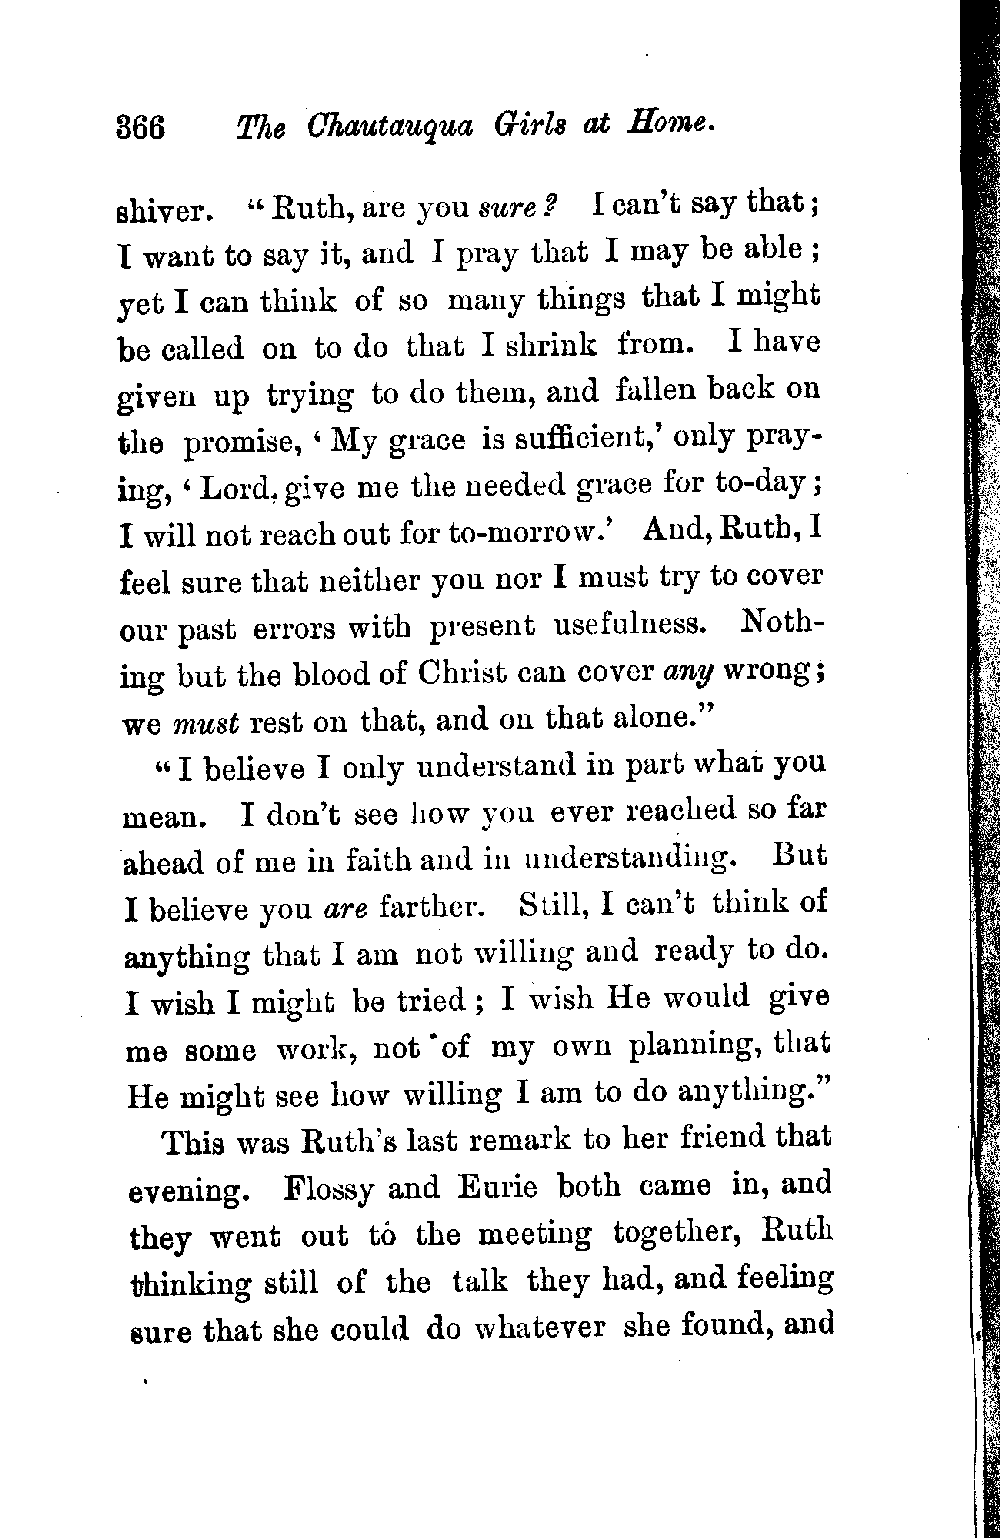 366 The Chautauqua Girls at Home.
shiver. “Ruth, are you sure? I can’t say that;
I want to say it, and I pray that I may be able;
yet I can think of so many things that I might
be called on to do that I shrink from. I have
given up trying to do them, and fallen back on
the promise, ‘My grace is sufficient,’ only pray-
ing, ‘Lord, give me the needed grace for to-day;
I will not reach out for to-morrow.’ And, Ruth, I
feel sure that neither you nor I must try to cover
our past errors with present usefulness. Noth-
ing but the blood of Christ can cover any wrong;
we must rest on that, and on that alone.”
“I believe I only understand in part what you
mean. I don’t see how you ever reached so far
ahead of me in faith and in understanding. But
I believe you are farther. Still, I can’t think of
anything that I am not willing and ready to do.
I wish I might be tried; I wish He would give
me some work, not of my own planning, that
He might see how willing I am to do anything.”
This was Ruth’s last remark to her friend that
evening. Flossy and Eurie both came in, and
they went out to the meeting together, Ruth
thinking still of the talk they had, and feeling
sure that she could do whatever she found, and